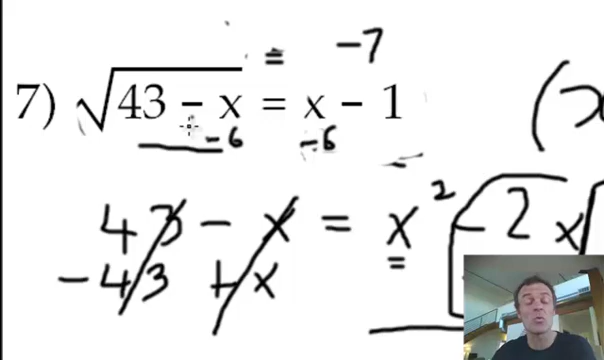 = -7
7) √43 − x = x − 1 (x
-6 -6
43 - x = x² - 2x
-43 + x